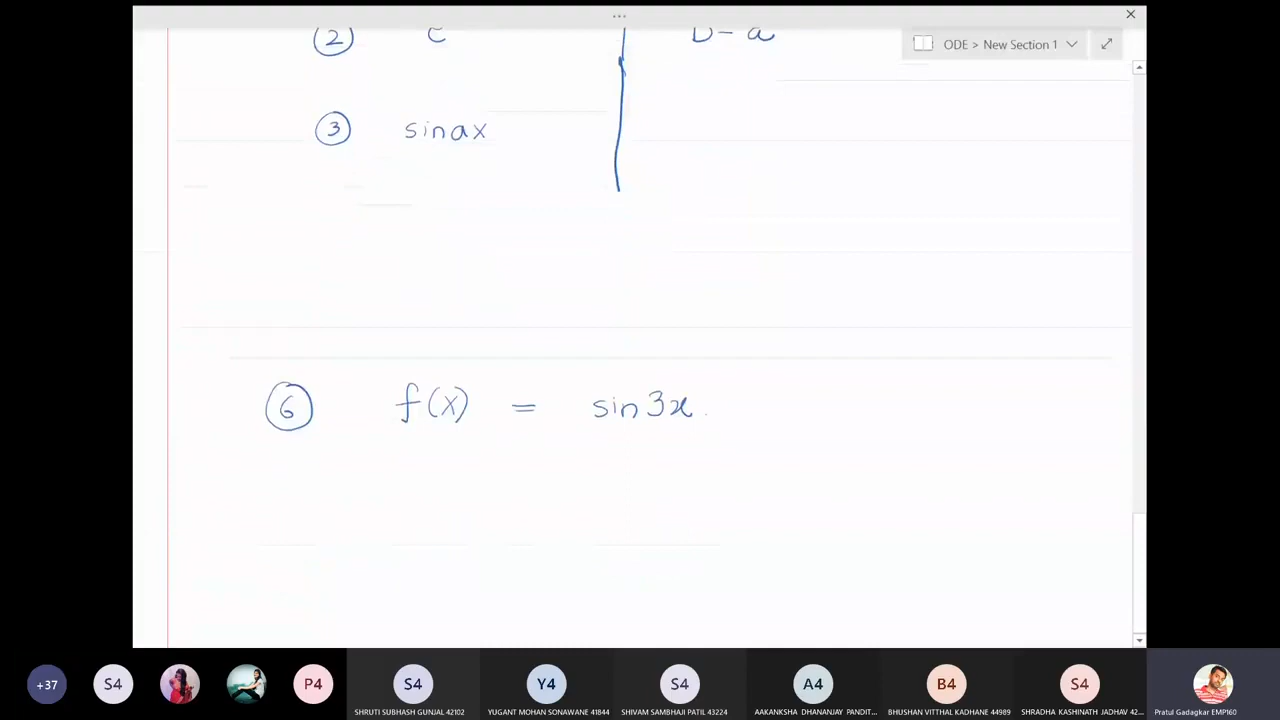 ...
ODE > New Section 1
② e D - a
③ sinax
⑥ f(x) = sin3x
+37 S4 P4 S4 Y4 S4 A4 B4 S4
SHRUTI SUBHASH GUNJAL 42102 YUGANT MOHAN SONAWANE 41844 SHIVAM SAMBHAJI PATIL 43224 AAKANKSHA DHANANJAY PANDIT... BHUSHAN VITTHAL KADHANE 44989 SHRADHA KASHINATH JADHAV 42... Pratul Gadagkar EMP160